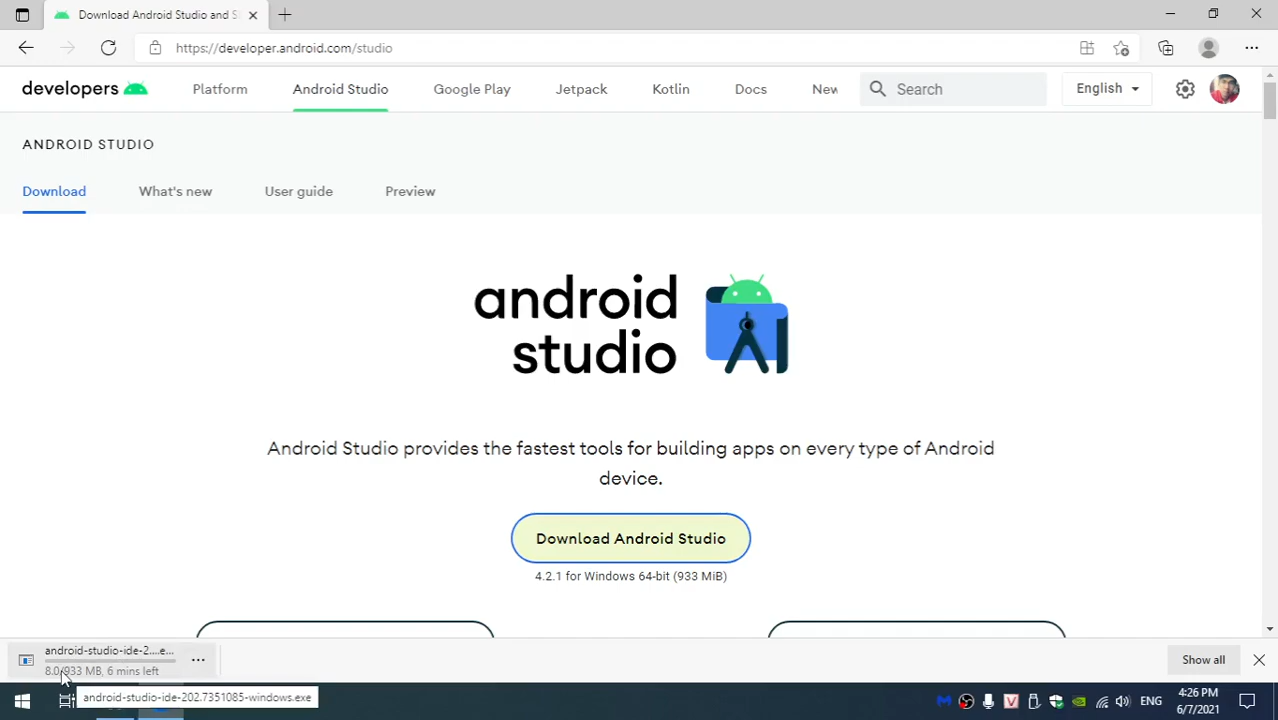 Download Android Studio and S
https://developer.android.com/studio
developers
Platform
Android Studio
Google Play
Jetpack
Kotlin
Docs
New
Search
English
ANDROID STUDIO
Download
What's new
User guide
Preview
android
studio
Android Studio provides the fastest tools for building apps on every type of Android
device.
Download Android Studio
4.2.1 for Windows 64-bit (933 MiB)
android-studio-ide-2....e...
8.0/933 MB, 6 mins left
Show all
android-studio-ide-202.7351085-windows.exe
ENG
4:26 PM
6/7/2021